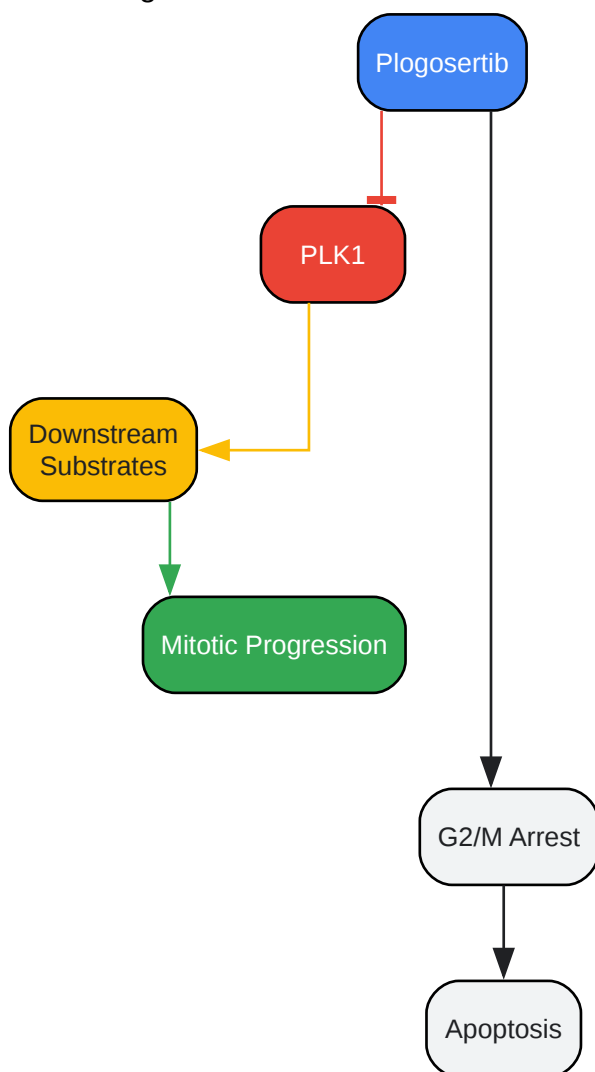 Plogosertib
PLK1
Downstream
Substrates
Mitotic Progression
G2/M Arrest
Apoptosis